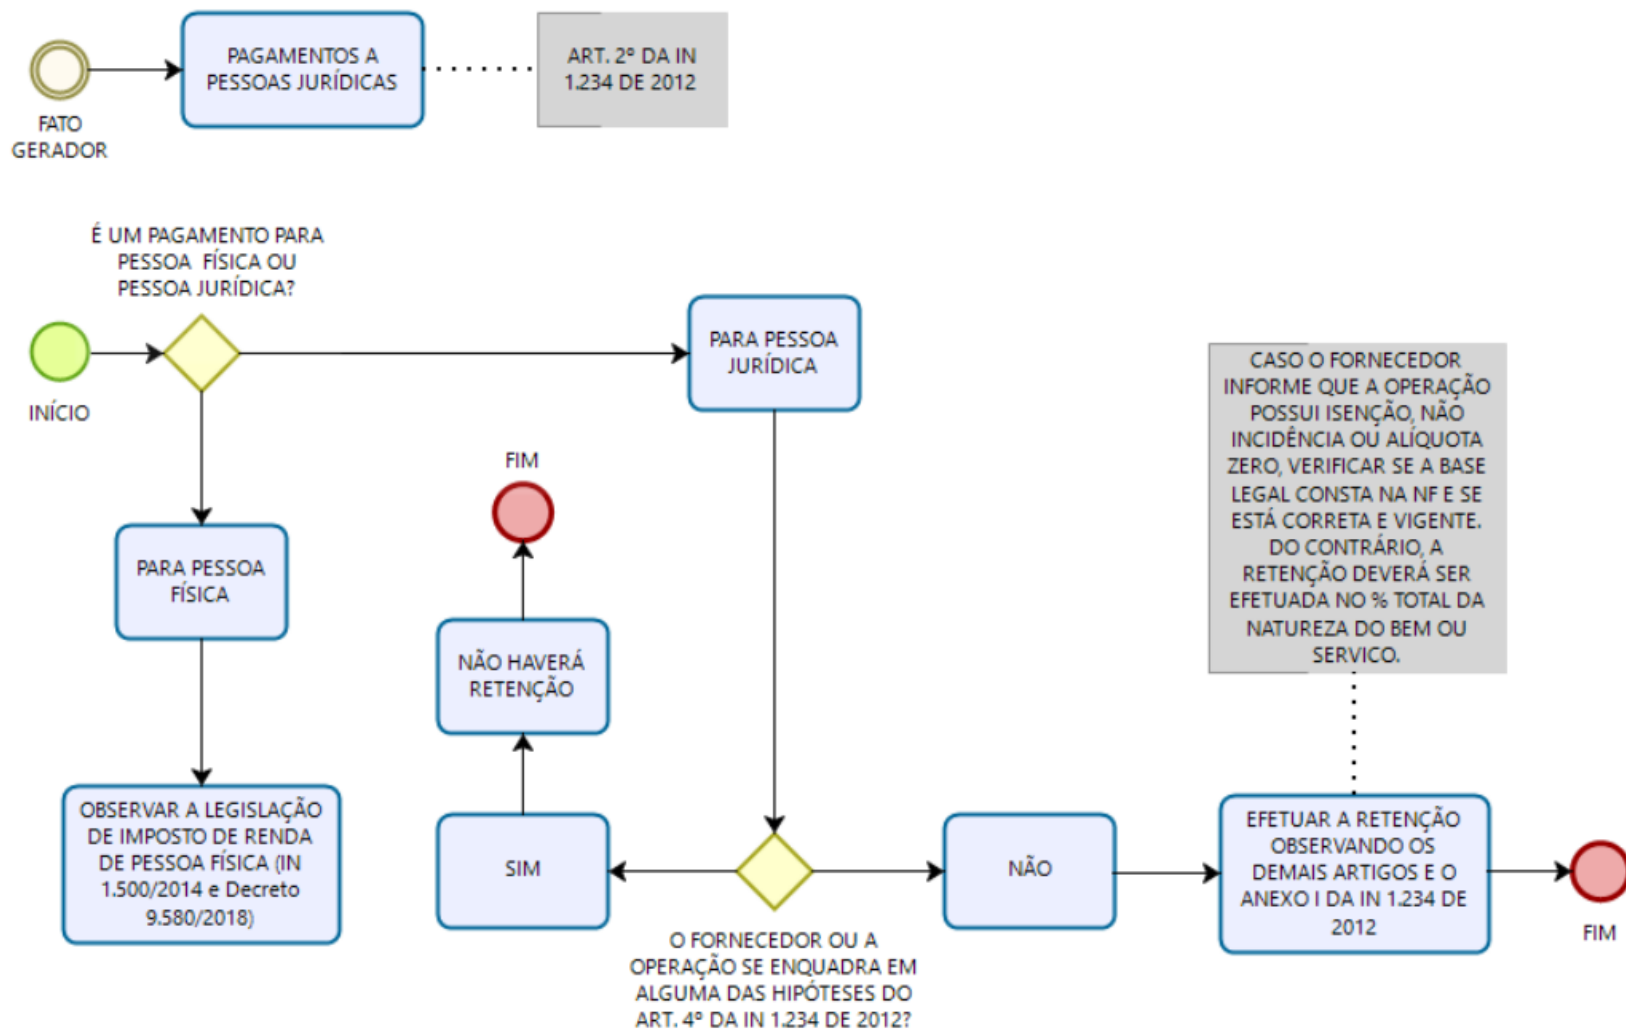 PAGAMENTOS A
PESSOAS JURÍDICAS
ART. 2º DA IN
1.234 DE 2012
FATO
GERADOR
É UM PAGAMENTO PARA
PESSOA FÍSICA OU
PESSOA JURÍDICA?
INÍCIO
PARA PESSOA
JURÍDICA
CASO O FORNECEDOR
INFORME QUE A OPERAÇÃO
POSSUI ISENÇÃO, NÃO
INCIDÊNCIA OU ALÍQUOTA
ZERO, VERIFICAR SE A BASE
LEGAL CONSTA NA NF E SE
ESTÁ CORRETA E VIGENTE.
DO CONTRÁRIO, A
RETENÇÃO DEVERÁ SER
EFETUADA NO % TOTAL DA
NATUREZA DO BEM OU
SERVICO.
FIM
PARA PESSOA
FÍSICA
NÃO HAVERÁ
RETENÇÃO
OBSERVAR A LEGISLAÇÃO
DE IMPOSTO DE RENDA
DE PESSOA FÍSICA (IN
1.500/2014 e Decreto
9.580/2018)
SIM
NÃO
EFETUAR A RETENÇÃO
OBSERVANDO OS
DEMAIS ARTIGOS E O
ANEXO I DA IN 1.234 DE
2012
FIM
O FORNECEDOR OU A
OPERAÇÃO SE ENQUADRA EM
ALGUMA DAS HIPÓTESES DO
ART. 4º DA IN 1.234 DE 2012?